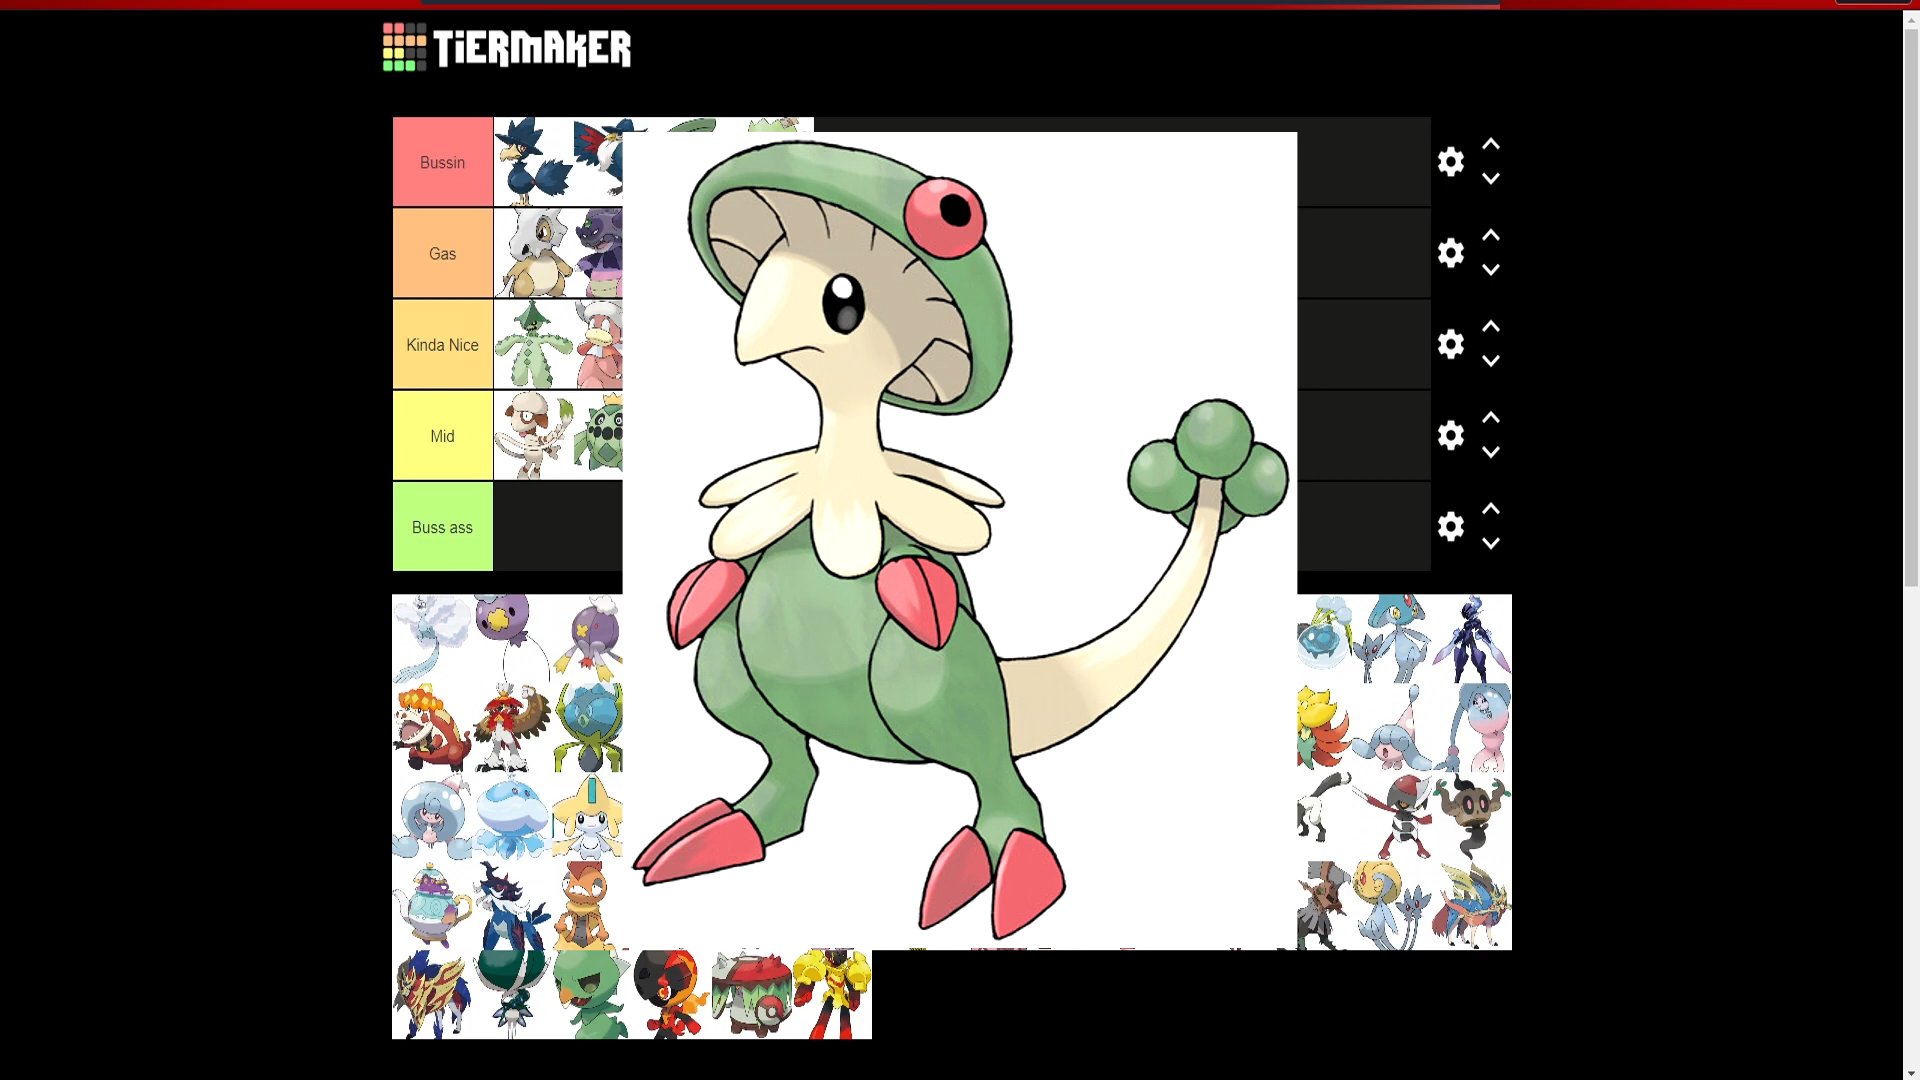 TiERMAKER
Bussin
Gas
Kinda Nice
Mid
Buss ass